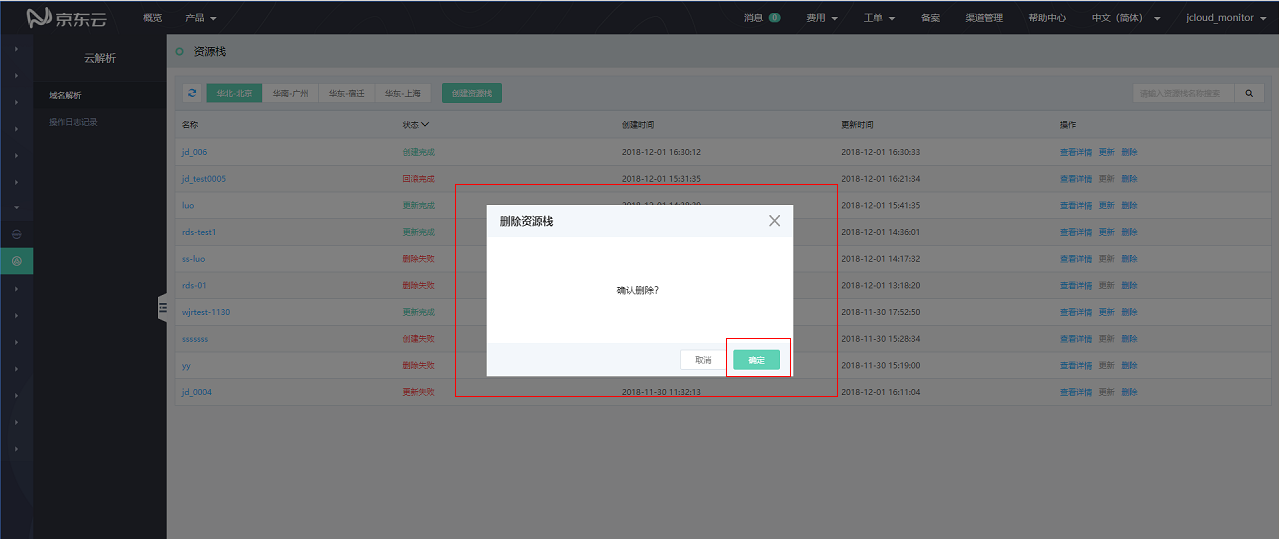 京东云 概览 产品 消息 0 费用 工单 备案 渠道管理 帮助中心 中文（简体） jcloud_monitor
云解析 资源栈
域名解析
操作日志记录
华北-北京 华南-广州 华东-宿迁 华东-上海 创建资源栈 请输入资源栈名称搜索
名称 状态 创建时间 更新时间 操作
jd_006 创建完成 2018-12-01 16:30:12 2018-12-01 16:30:33 查看详情 更新 删除
jd_test0005 回滚完成 2018-12-01 15:31:35 2018-12-01 16:21:34 查看详情 更新 删除
luo 更新完成 2018-12-01 15:41:35 查看详情 更新 删除
rds-test1 更新完成 2018-12-01 14:36:01 查看详情 更新 删除
ss-luo 删除失败 2018-12-01 14:17:32 查看详情 更新 删除
rds-01 删除失败 2018-12-01 13:18:20 查看详情 更新 删除
wjrtest-1130 更新完成 2018-11-30 17:52:50 查看详情 更新 删除
sssssss 创建失败 2018-11-30 15:28:34 查看详情 更新 删除
yy 删除失败 2018-11-30 15:19:00 查看详情 更新 删除
jd_0004 更新失败 2018-11-30 11:32:13 2018-12-01 16:11:04 查看详情 更新 删除
删除资源栈
确认删除?
取消 确定